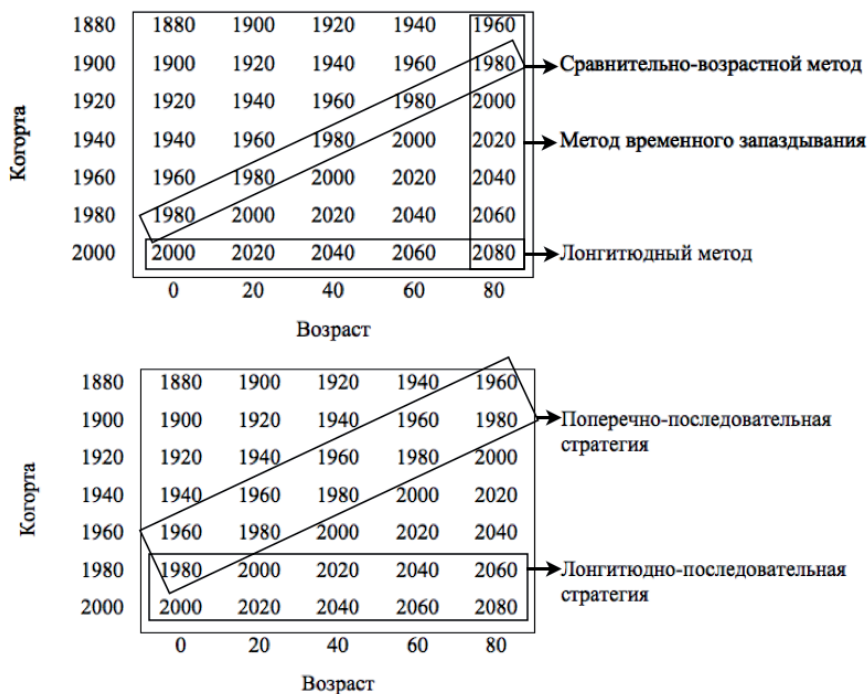 1880 1880 1900 1920 1940 1960
1900 1900 1920 1940 1960 1980 Сравнительно-возрастной метод
1920 1920 1940 1960 1980 2000
1940 1940 1960 1980 2000 2020 Метод временного запаздывания
1960 1960 1980 2000 2020 2040
1980 1980 2000 2020 2040 2060
2000 2000 2020 2040 2060 2080 Лонгитюдный метод
0 20 40 60 80
Возраст
Когорта
1880 1880 1900 1920 1940 1960
1900 1900 1920 1940 1960 1980 Поперечно-последовательная
стратегия
1920 1920 1940 1960 1980 2000
1940 1940 1960 1980 2000 2020
1960 1960 1980 2000 2020 2040
1980 1980 2000 2020 2040 2060 Лонгитюдно-последовательная
стратегия
2000 2000 2020 2040 2060 2080
0 20 40 60 80
Возраст
Когорта